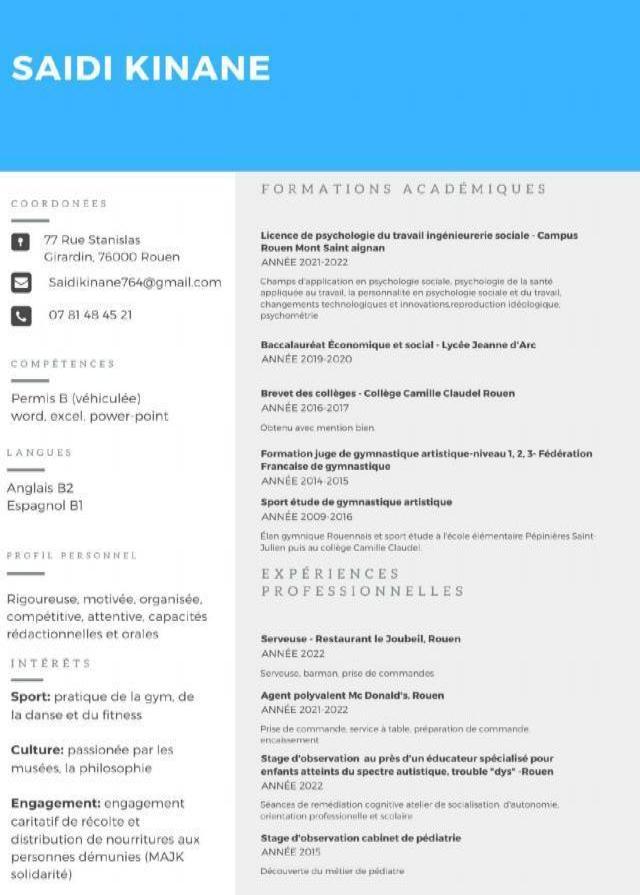 SAIDI KINANE
COORDONÉES
77 Rue Stanislas
Girardin, 76000 Rouen
Saidikinane764@gmail.com
07 81 48 45 21
COMPÉTENCES
Permis B (véhiculée)
word, excel, power-point
LANGUES
Anglais B2
Espagnol B1
PROFIL PERSONNEL
Rigoureuse, motivée, organisée,
compétitive, attentive, capacités
rédactionnelles et orales
INTÉRÊTS
Sport: pratique de la gym, de
la danse et du fitness
Culture: passionée par les
musées, la philosophie
Engagement: engagement
caritatif de récolte et
distribution de nourritures aux
personnes démunies (MAJK
solidarité)
FORMATIONS ACADÉMIQUES
Licence de psychologie du travail ingénieurerie sociale - Campus
Rouen Mont Saint aignan
ANNÉE 2021-2022
Champs d'application en psychologie sociale, psychologie de la santé
appliquée au travail, la personnalité en psychologie sociale et du travail,
changements technologiques et innovations,reproduction idéologique,
psychométrie
Baccalauréat Économique et social - Lycée Jeanne d'Arc
ANNÉE 2019-2020
Brevet des collèges - Collège Camille Claudel Rouen
ANNÉE 2016-2017
Obtenu avec mention bien
Formation juge de gymnastique artistique-niveau 1, 2, 3- Fédération
Francaise de gymnastique
ANNÉE 2014-2015
Sport étude de gymnastique artistique
ANNÉE 2009-2016
Élan gymnique Rouennais et sport étude à l'école élémentaire Pépinières Saint-
Julien puis au collège Camille Claudel.
EXPÉRIENCES
PROFESSIONNELLES
Serveuse - Restaurant le Joubeil, Rouen
ANNÉE 2022
Serveuse, barman, prise de commandes
Agent polyvalent Mc Donald's, Rouen
ANNÉE 2021-2022
Prise de commande, service à table, préparation de commande,
encaissement
Stage d'observation au près d'un éducateur spécialisé pour
enfants atteints du spectre autistique, trouble "dys" -Rouen
ANNÉE 2022
Séances de remédiation cognitive atelier de socialisation, d'autonomie,
orientation professionelle et scolaire
Stage d'observation cabinet de pédiatrie
ANNÉE 2015
Découverte du métier de pédiatre